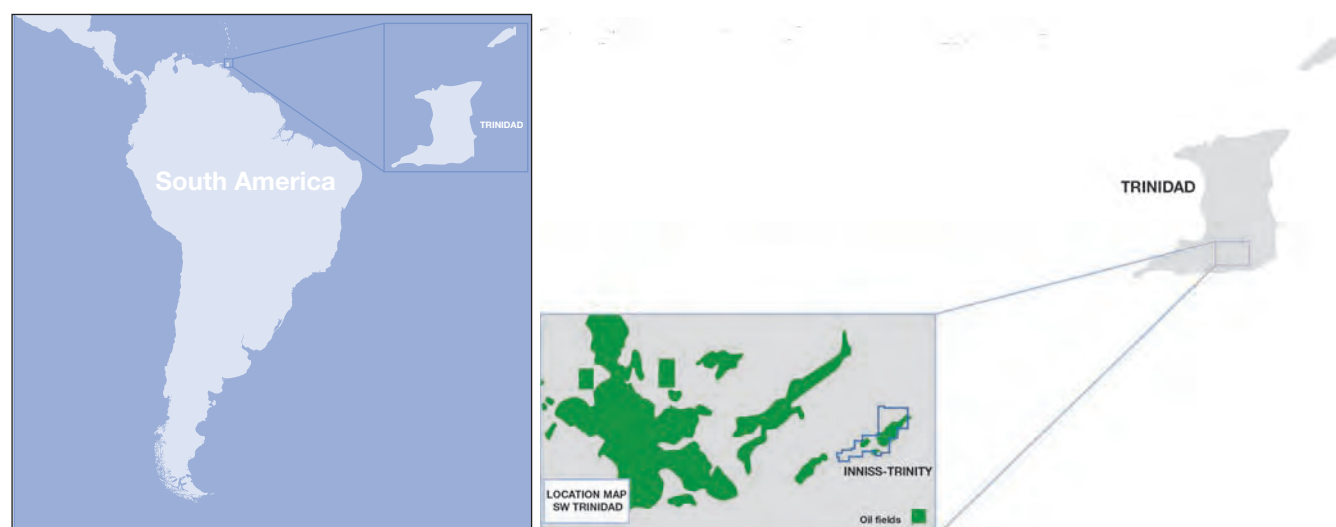 TRINIDAD
South America
TRINIDAD
INNISS-TRINITY
LOCATION MAP
SW TRINIDAD
Oil fields